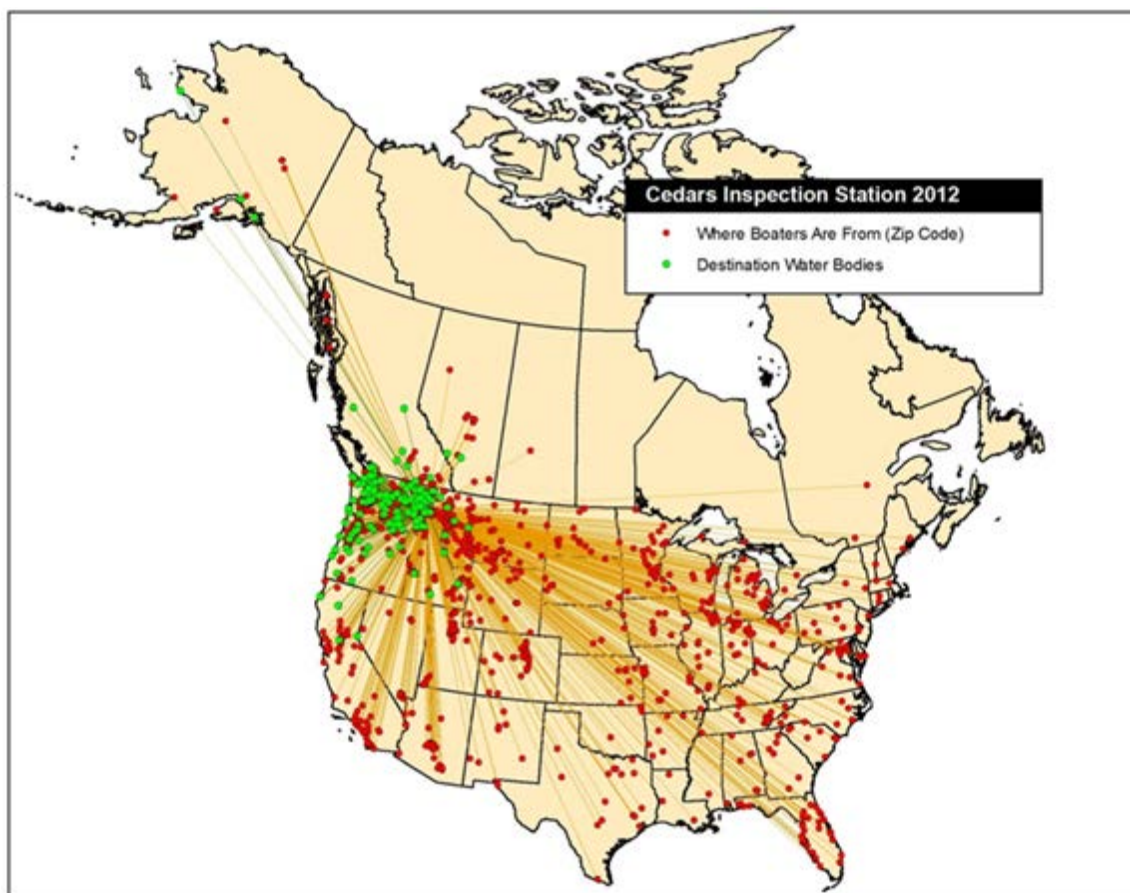 Cedars Inspection Station 2012
Where Boaters Are From (Zip Code)
Destination Water Bodies